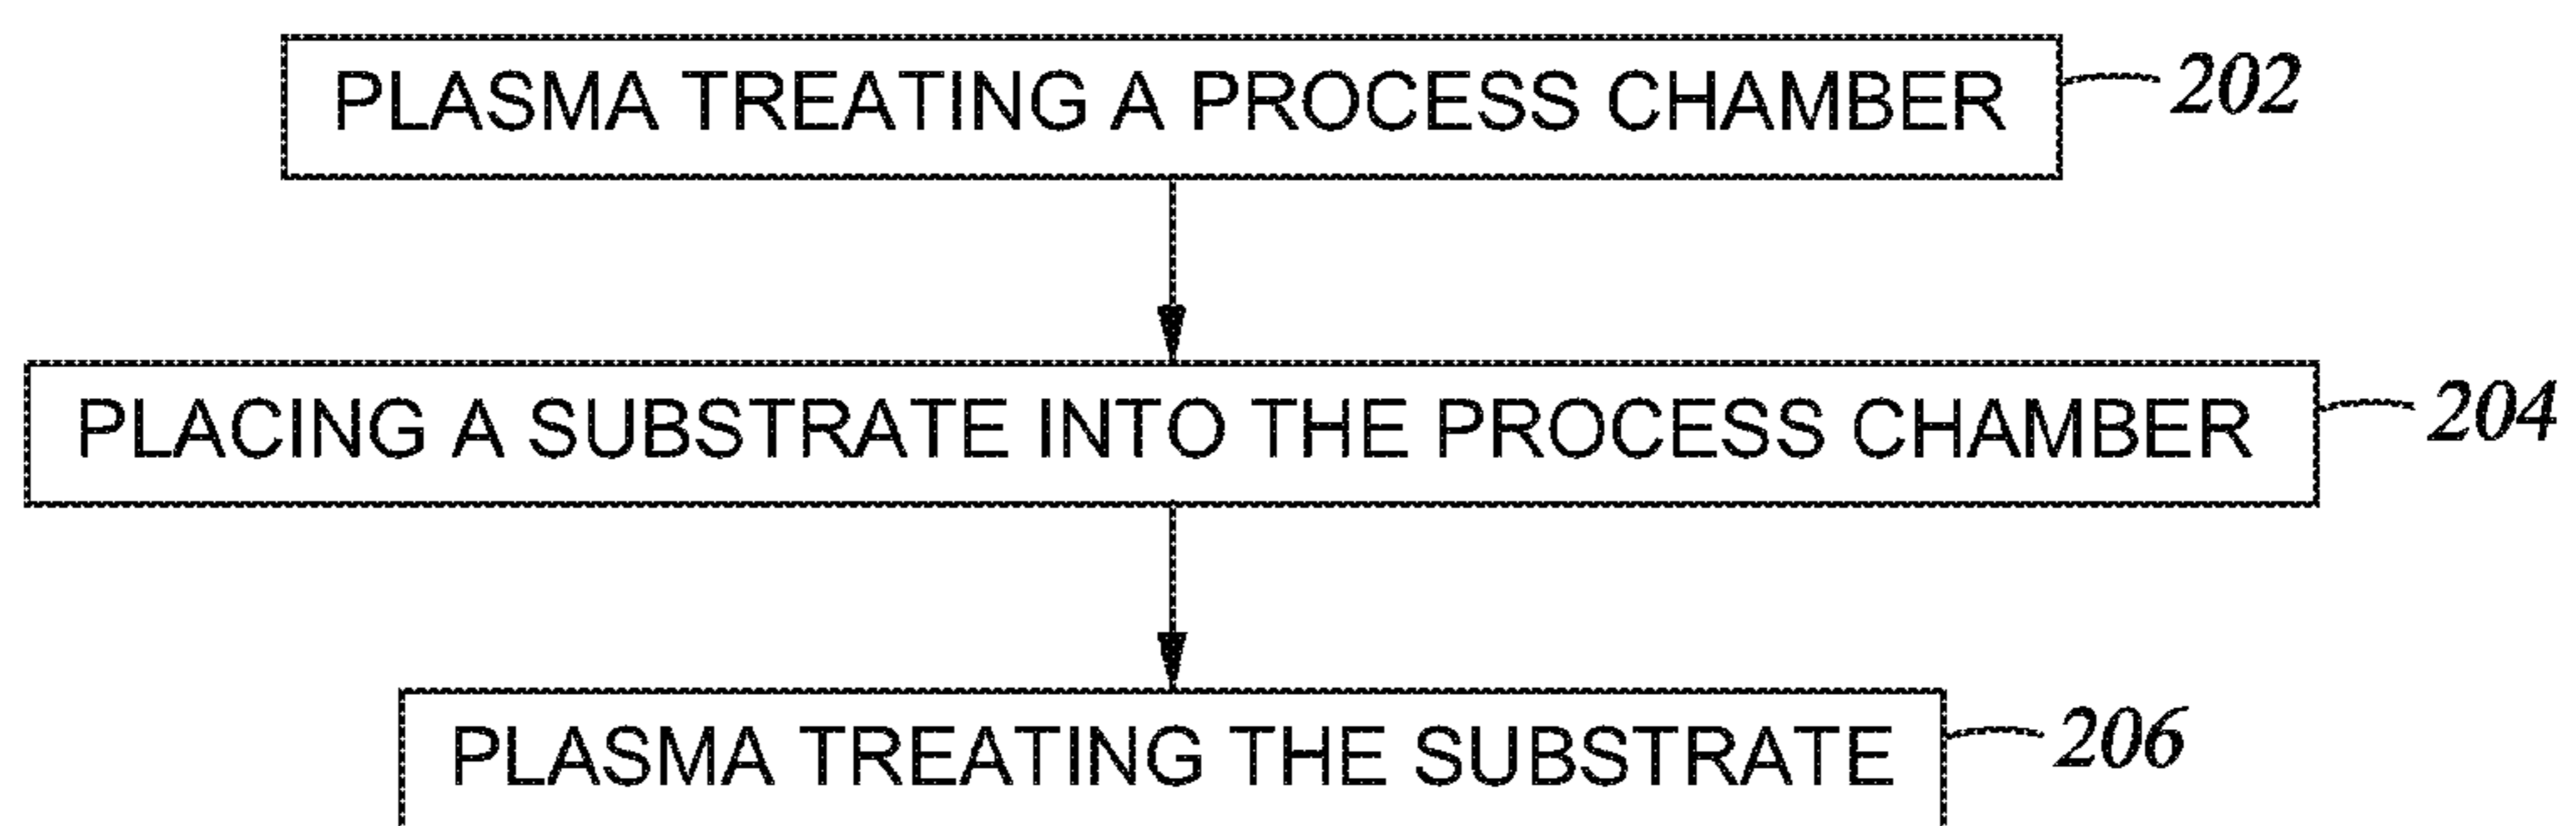 PLASMA TREATING A PROCESS CHAMBER 202
PLACING A SUBSTRATE INTO THE PROCESS CHAMBER 204
PLASMA TREATING THE SUBSTRATE 206